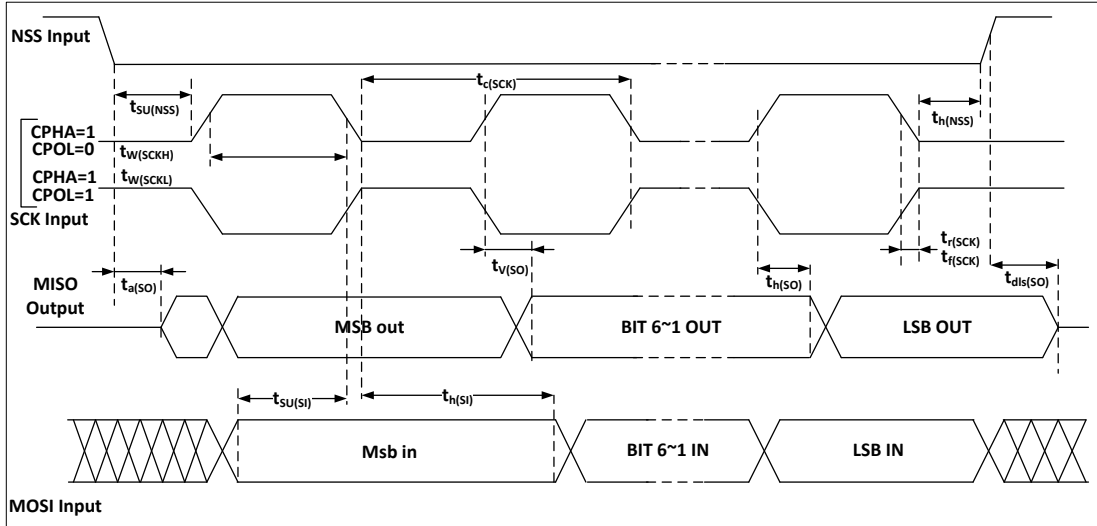 NSS Input
tc(SCK)
tSU(NSS)
th(NSS)
CPHA=1
CPOL=0
tW(SCKH)
CPHA=1
CPOL=1
tW(SCKL)
SCK Input
tr(SCK)
tf(SCK)
ta(SO)
tV(SO)
th(SO)
tdIs(SO)
MISO
Output
MSB out
BIT 6~1 OUT
LSB OUT
tSU(SI)
th(SI)
Msb in
BIT 6~1 IN
LSB IN
MOSI Input